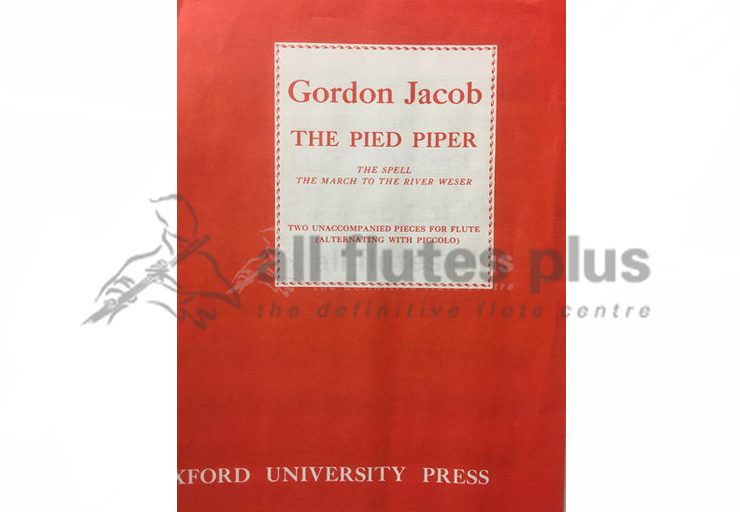 Gordon Jacob
THE PIED PIPER
THE SPELL
THE MARCH TO THE RIVER WESER
TWO UNACCOMPANIED PIECES FOR FLUTE
(ALTERNATING WITH PICCOLO)
all flutes plus
the definitive flute centre
XFORD UNIVERSITY PRESS